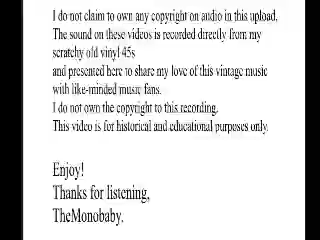 I do not claim to own any copyright on audio in this upload,
The sound on these videos is recorded directly from my
scratchy old vinyl 45s
and presented here to share my love of this vintage music
with like-minded music fans.
I do not own the copyright to this recording.
This video is for historical and educational purposes only.
Enjoy!
Thanks for listening,
TheMonobaby.